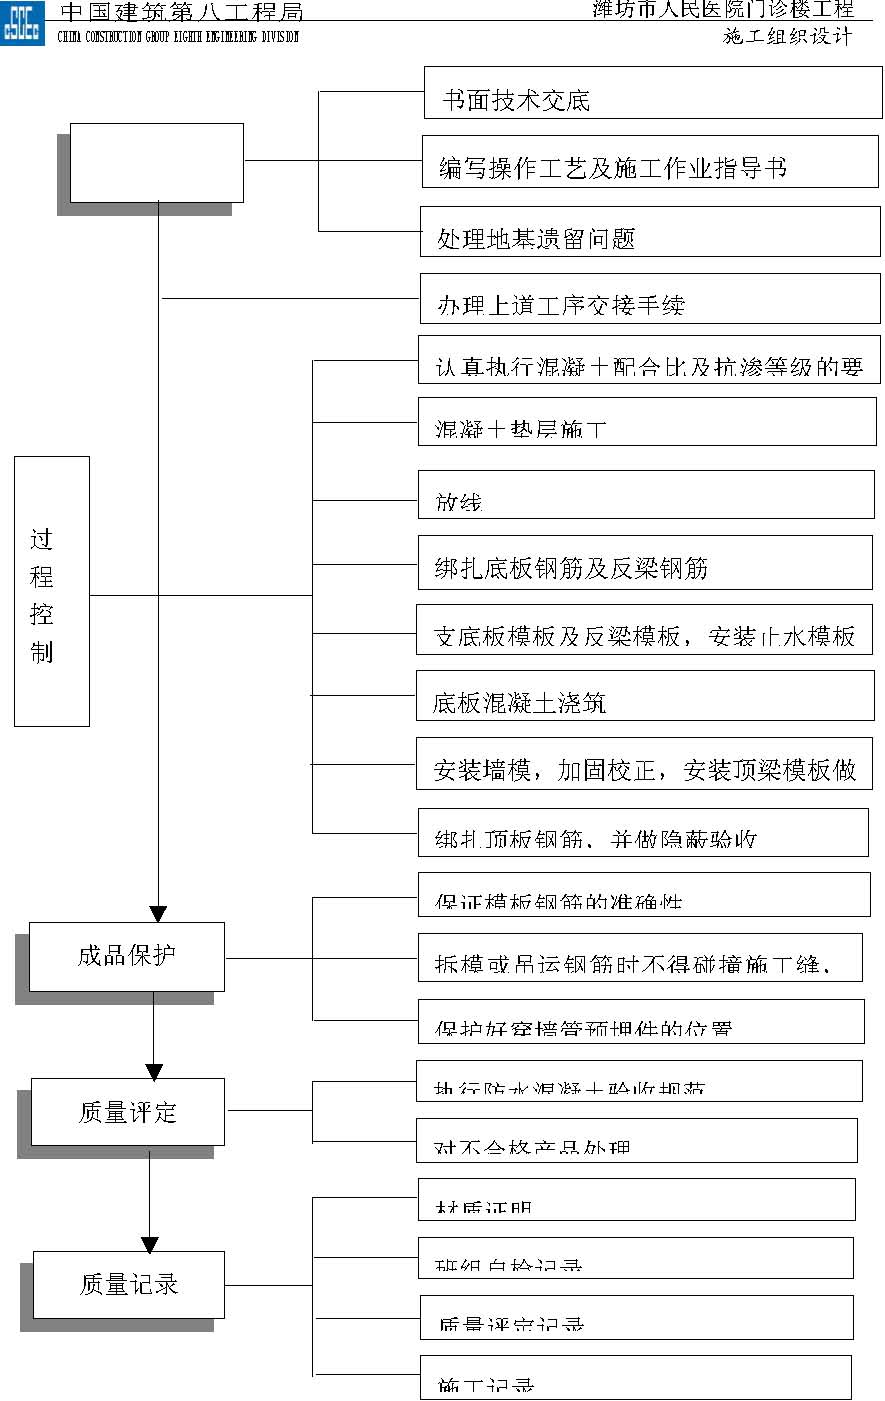 CSCEC
中国建筑第八工程局
CHINA CONSTRUCTION GROUP EIGHTH ENGINEERING DIVISION
潍坊市人民医院门诊楼工程
施工组织设计
书面技术交底
编写操作工艺及施工作业指导书
处理地基遗留问题
办理上道工序交接手续
认真执行混凝土配合比及抗渗等级的要
混凝土垫层施工
放线
过
程
控
制
绑扎底板钢筋及反梁钢筋
支底板模板及反梁模板，安装止水模板
底板混凝土浇筑
安装墙模，加固校正，安装顶梁模板做
绑扎顶板钢筋，并做隐蔽验收
成品保护
保证模板钢筋的准确性
拆模或吊运钢筋时不得碰撞施工缝，
保护好穿墙管预埋件的位置
质量评定
执行防水混凝土验收规范
对不合格产品处理
质量记录
材质证明
班组自检记录
质量评定记录
施工记录